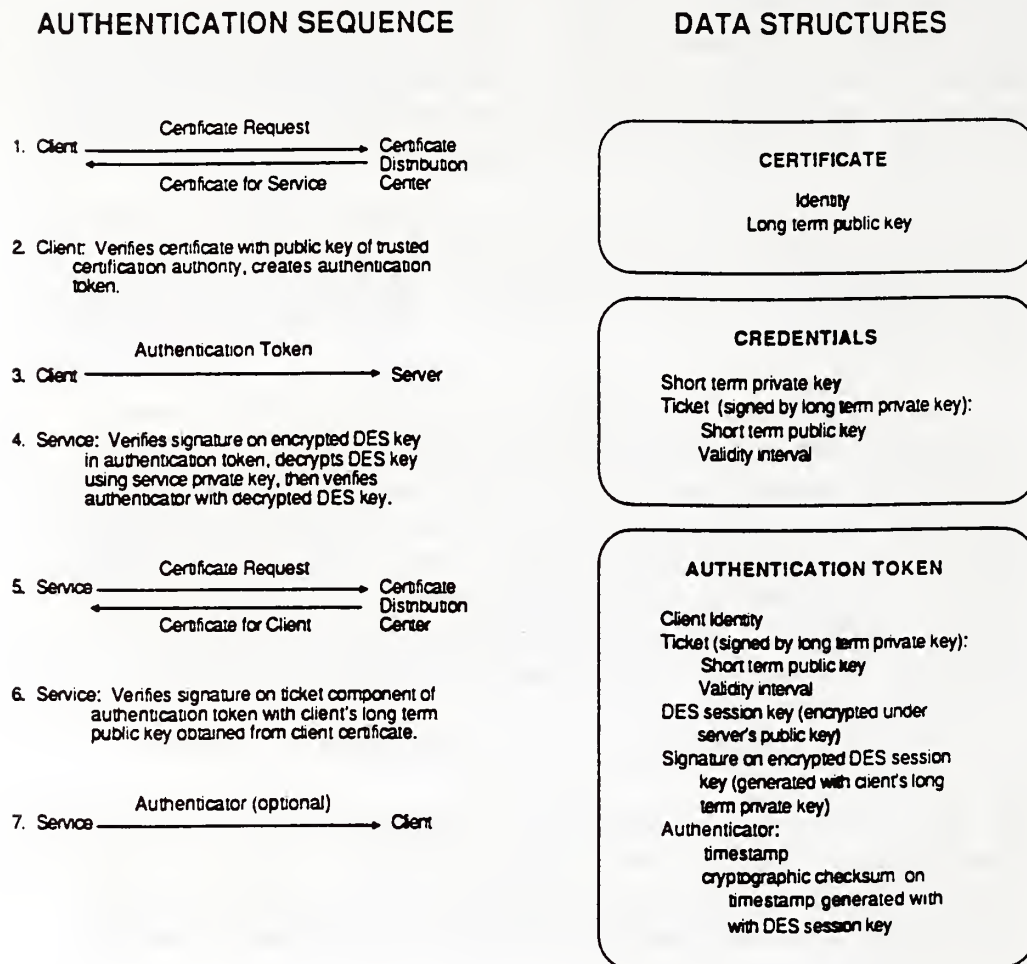 AUTHENTICATION SEQUENCE
1. Client
Certificate Request
Certificate
Distribution
Center
Certificate for Service
2. Client: Verifies certificate with public key of trusted
certification authority, creates authentication
token.
Authentication Token
3. Client
Server
4. Service: Verifies signature on encrypted DES key
in authentication token, decrypts DES key
using service private key, then verifies
authenticator with decrypted DES key.
Certificate Request
5. Service
Certificate
Distribution
Center
Certificate for Client
6. Service: Verifies signature on ticket component of
authentication token with client's long term
public key obtained from client certificate.
Authenticator (optional)
7. Service
Client
DATA STRUCTURES
CERTIFICATE
Identity
Long term public key
CREDENTIALS
Short term private key
Ticket (signed by long term private key):
Short term public key
Validity interval
AUTHENTICATION TOKEN
Client Identity
Ticket (signed by long term private key):
Short term public key
Validity interval
DES session key (encrypted under
server's public key)
Signature on encrypted DES session
key (generated with client's long
term private key)
Authenticator:
timestamp
cryptographic checksum on
timestamp generated with
with DES session key